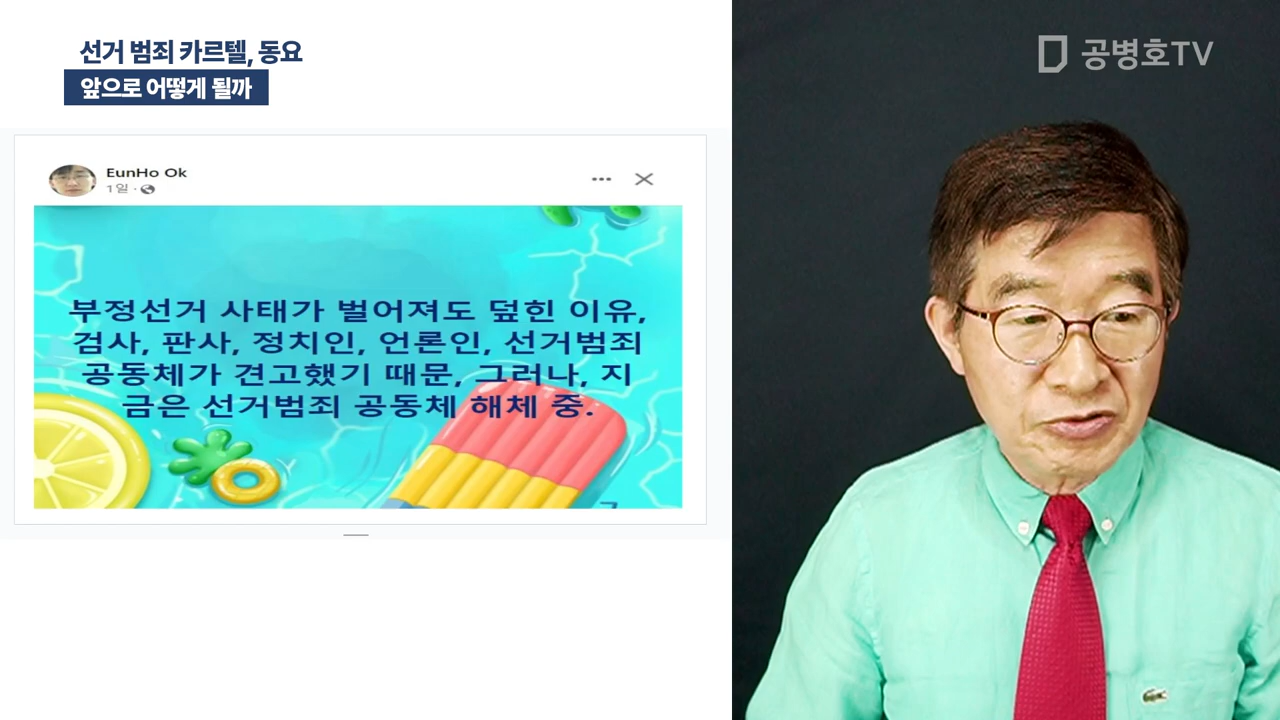 선거 범죄 카르텔, 동요
앞으로 어떻게 될까
공병호TV
EunHo Ok
1일 ·
부정선거 사태가 벌어져도 덮힌 이유,
검사, 판사, 정치인, 언론인, 선거범죄
공동체가 견고했기 때문, 그러나, 지
금은 선거범죄 공동체 해체 중.